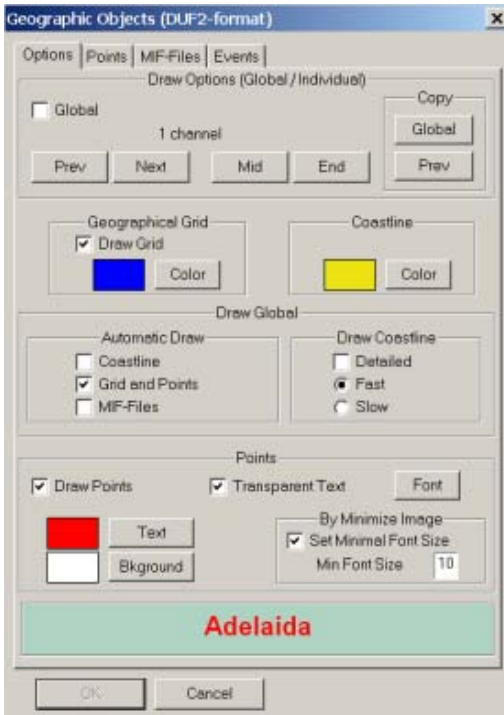 Geographic Objects (DUF2-format)
Options Points MIF-Files Events
Draw Options (Global / Individual)
Global
Copy
1 channel
Global
Prev Next Mid End Prev
Geographical Grid Coastline
Draw Grid
Color Color
Draw Global
Automatic Draw Draw Coastline
Coastline Detailed
Grid and Points Fast
MIF-Files Slow
Points
Draw Points Transparent Text Font
Text By Minimize Image
Set Minimal Font Size
Bkground Min Font Size 10
Adelaida
OK Cancel